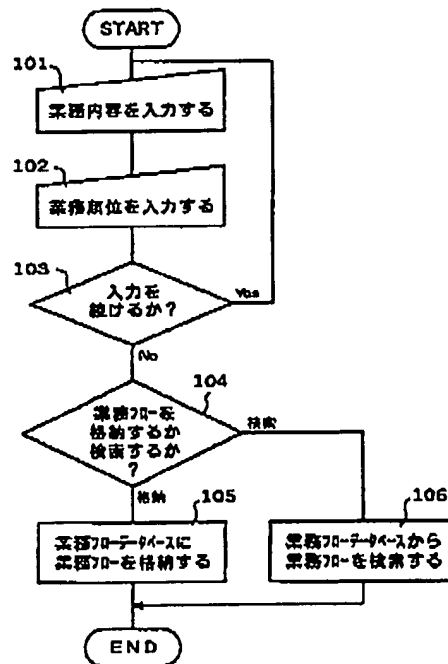 START
101
業務内容を入力する
102
業務順位を入力する
103
入力を
続けるか？
Yes
No
104
業務フローを
格納するか
検索するか
？
検索
格納
105
業務フローデータベースに
業務フローを格納する
106
業務フローデータベースから
業務フローを検索する
END